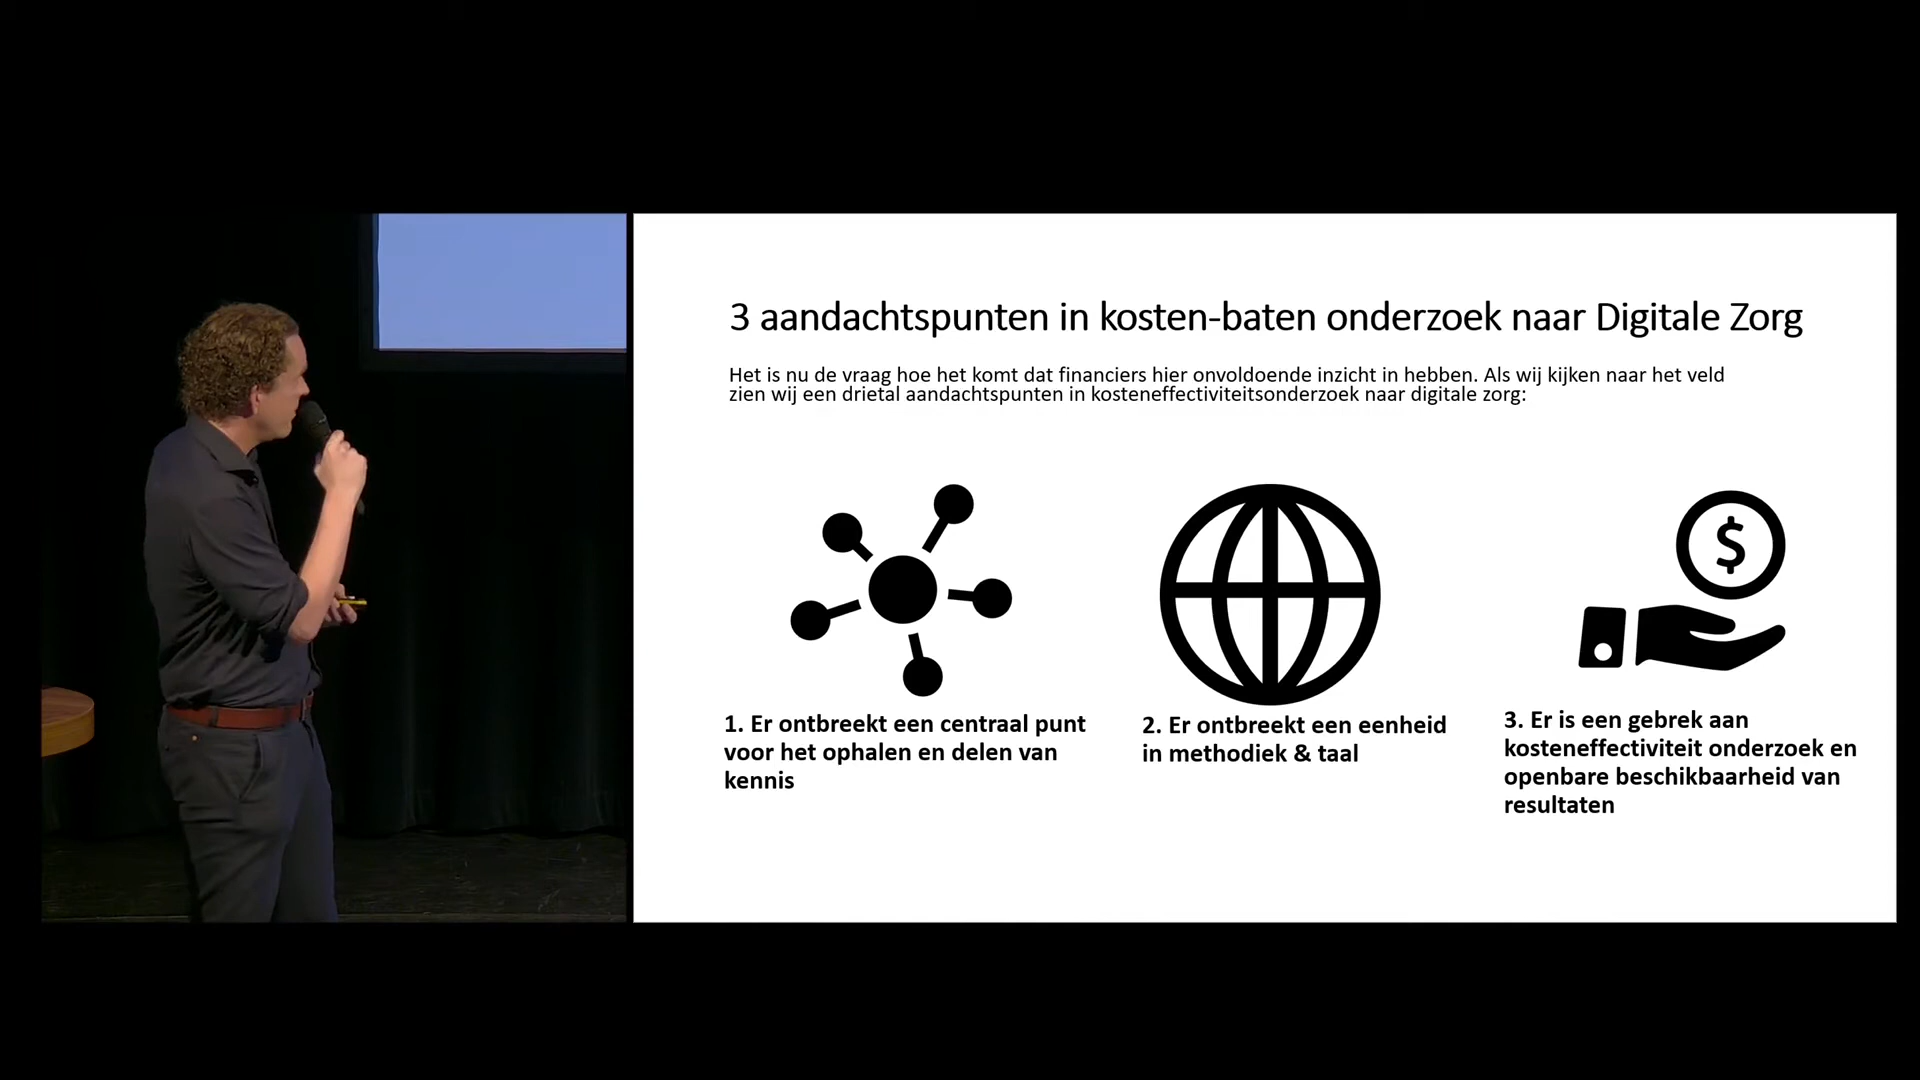 3 aandachtspunten in kosten-baten onderzoek naar Digitale Zorg
Het is nu de vraag hoe het komt dat financiers hier onvoldoende inzicht in hebben. Als wij kijken naar het veld
zien wij een drietal aandachtspunten in kosteneffectiviteitsonderzoek naar digitale zorg:
$
1. Er ontbreekt een centraal punt
voor het ophalen en delen van
kennis
2. Er ontbreekt een eenheid
in methodiek & taal
3. Er is een gebrek aan
kosteneffectiviteit onderzoek en
openbare beschikbaarheid van
resultaten